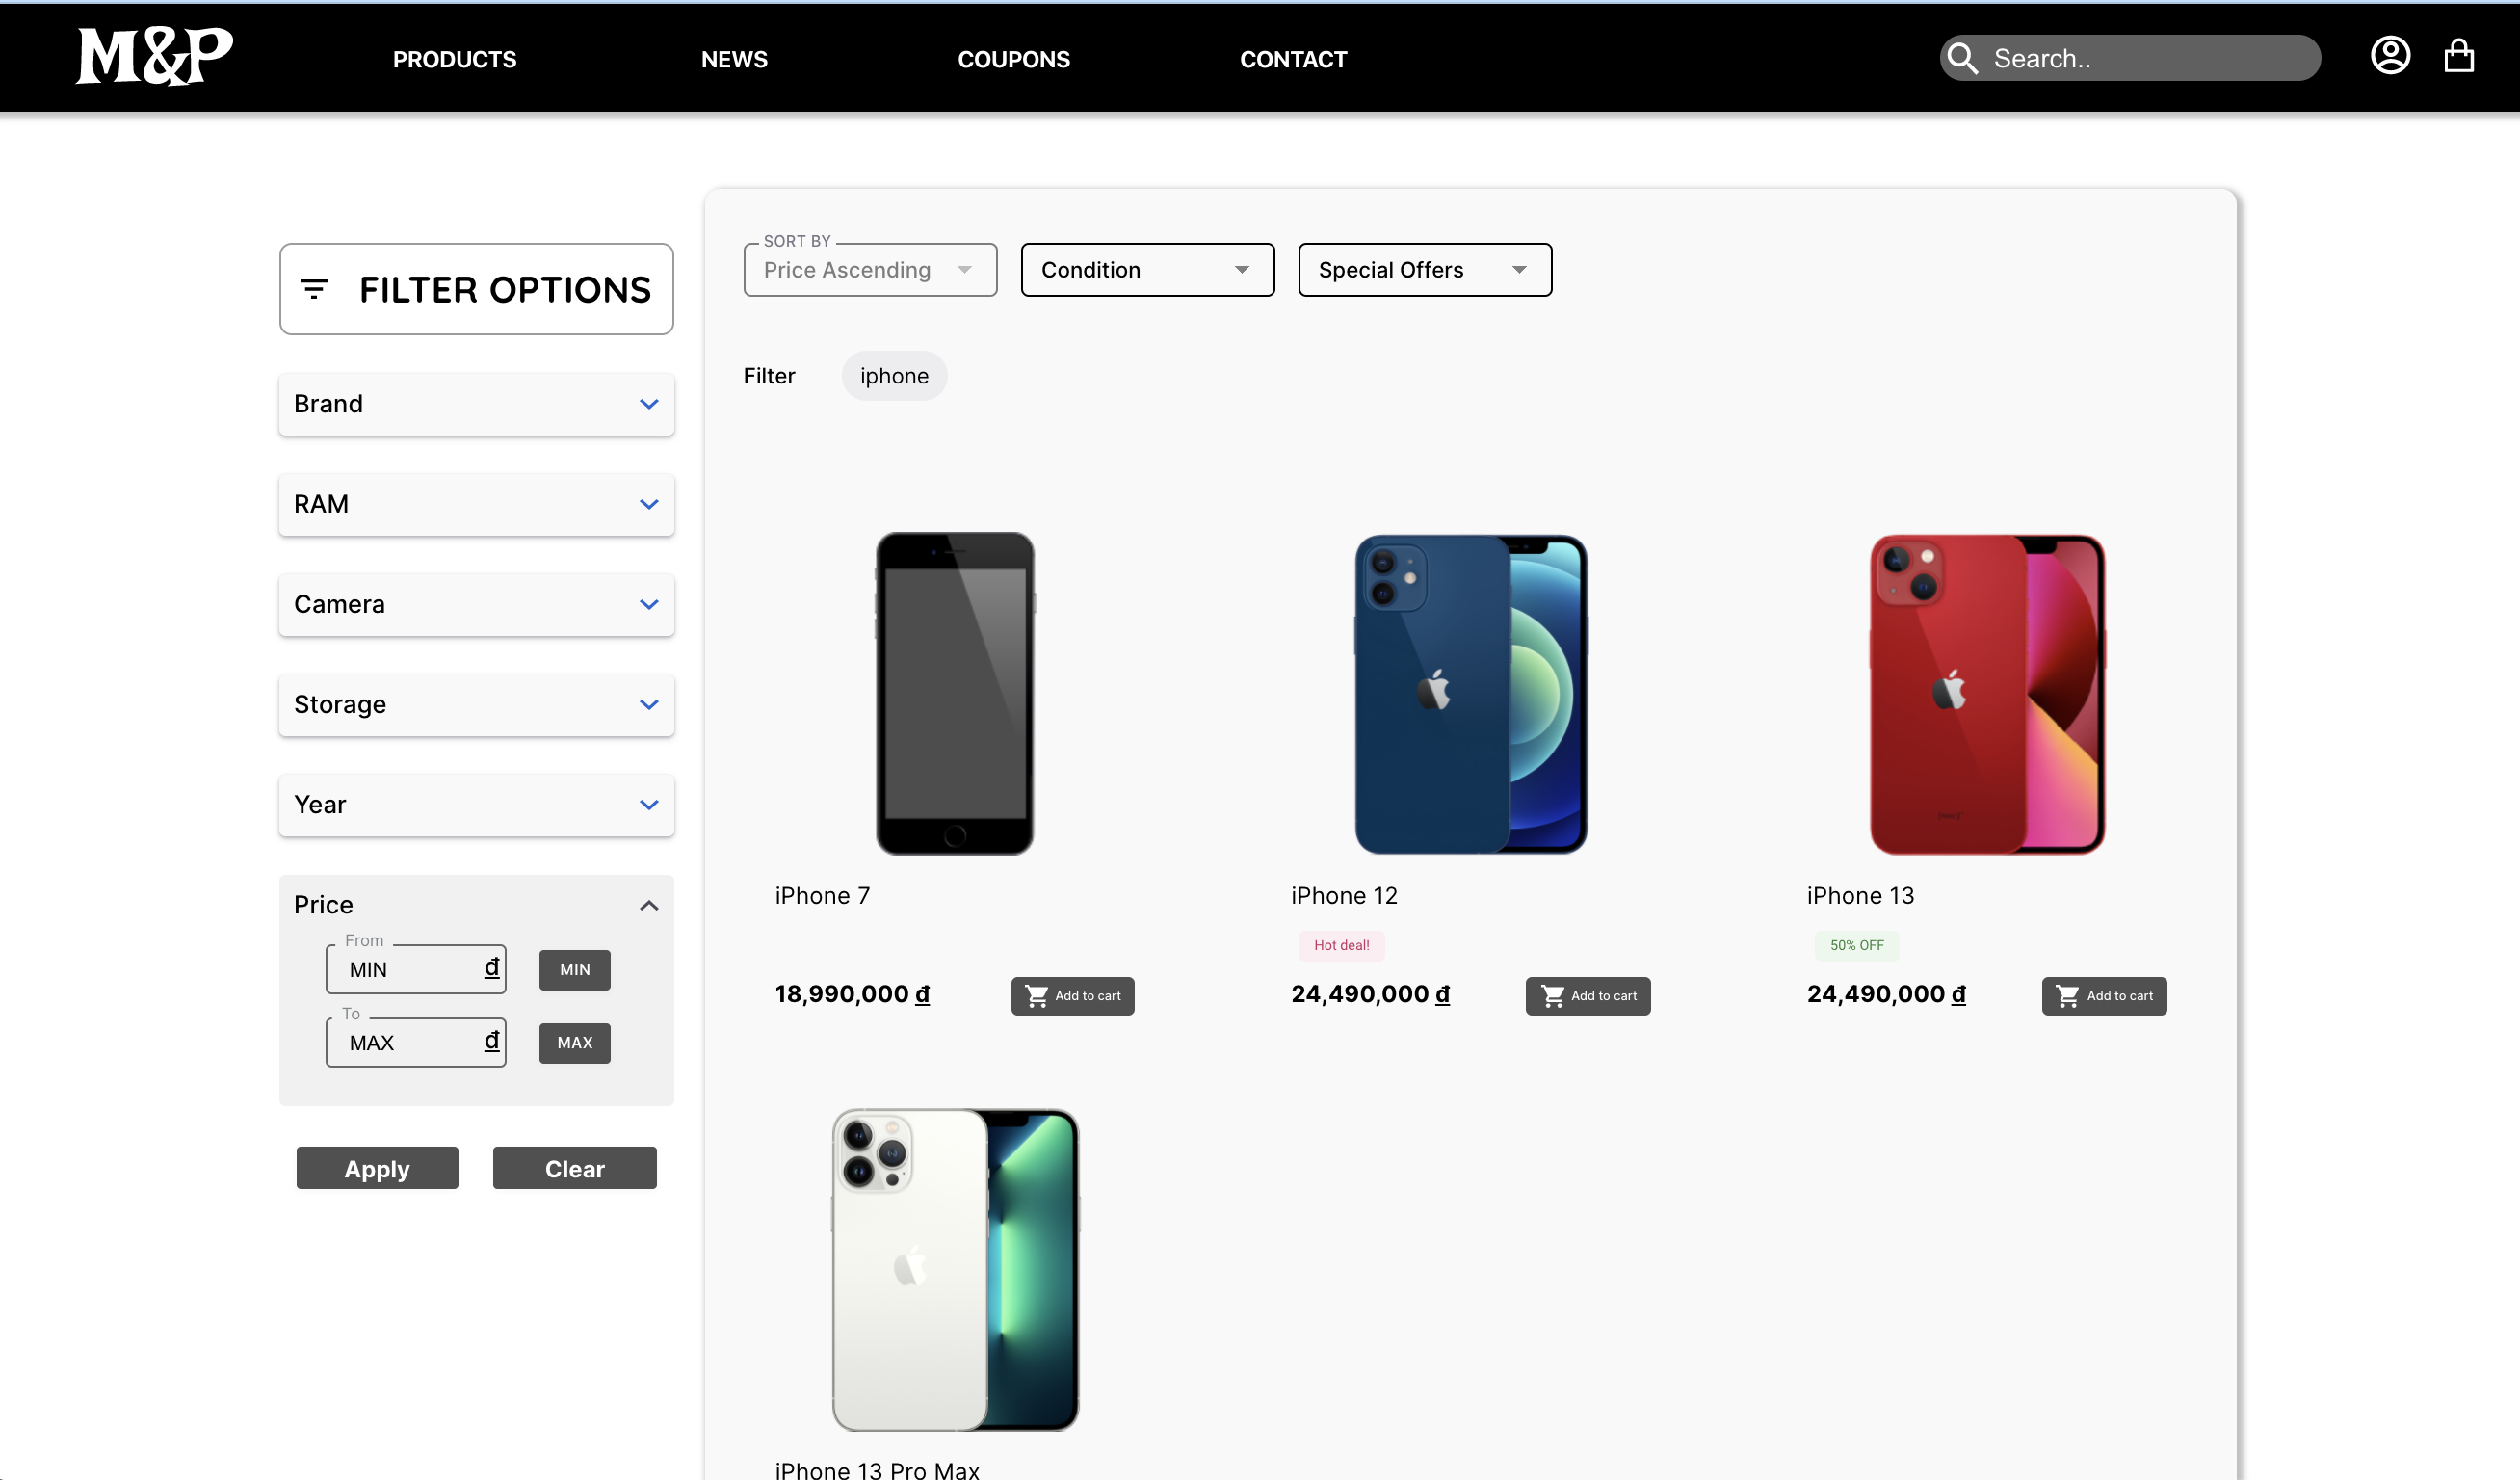 M&P
PRODUCTS
NEWS
COUPONS
CONTACT
Search..
FILTER OPTIONS
Brand
RAM
Camera
Storage
Year
Price
From
MIN đ
MIN
To
MAX đ
MAX
Apply
Clear
SORT BY
Price Ascending
Condition
Special Offers
Filter
iphone
iPhone 7
18,990,000 đ
Add to cart
iPhone 12
Hot deal!
24,490,000 đ
Add to cart
iPhone 13
50% OFF
24,490,000 đ
Add to cart
iPhone 13 Pro Max